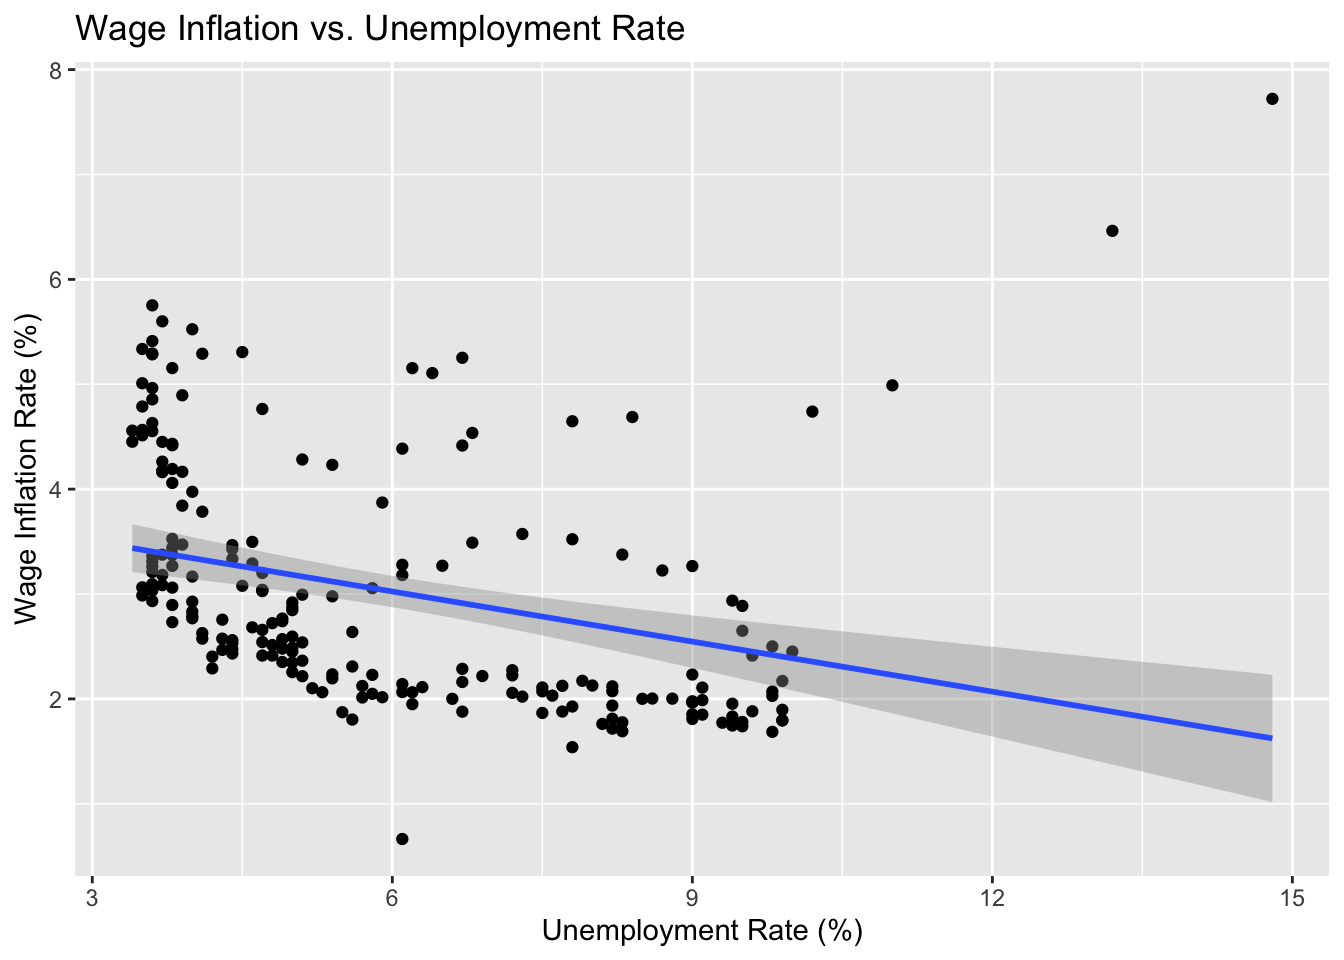 Wage Inflation vs. Unemployment Rate
8
6
4
2
Wage Inflation Rate (%)
3 6 9 12 15
Unemployment Rate (%)